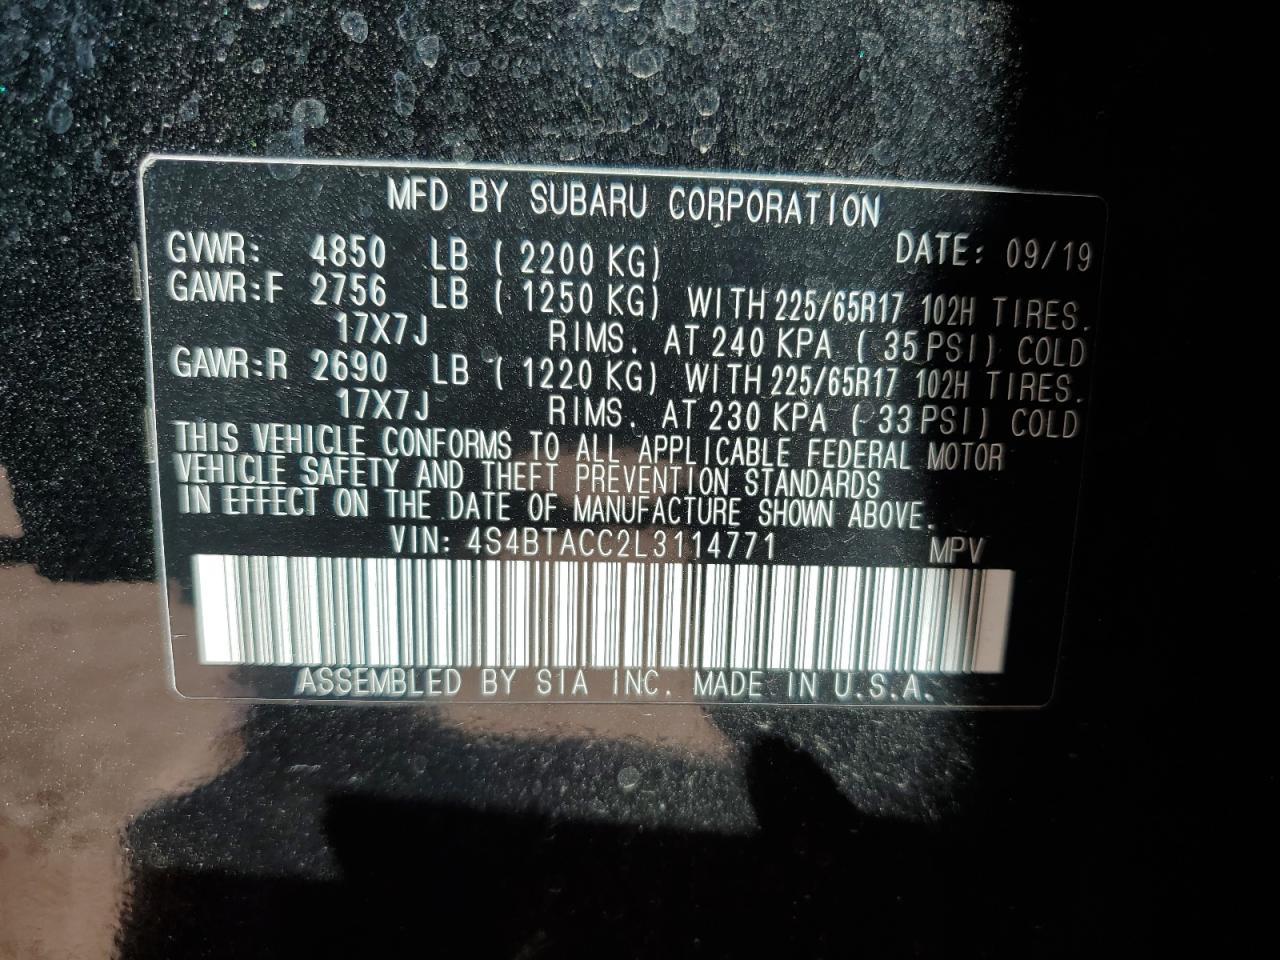 MFD BY SUBARU CORPORATION
GVWR: 4850 LB ( 2200 KG) DATE: 09/19
GAWR:F 2756 LB ( 1250 KG) WITH 225/65R17 102H TIRES.
17X7J RIMS. AT 240 KPA ( 35 PSI) COLD
GAWR:R 2690 LB ( 1220 KG) WITH 225/65R17 102H TIRES.
17X7J RIMS. AT 230 KPA ( 33 PSI) COLD
THIS VEHICLE CONFORMS TO ALL APPLICABLE FEDERAL MOTOR
VEHICLE SAFETY AND THEFT PREVENTION STANDARDS
IN EFFECT ON THE DATE OF MANUFACTURE SHOWN ABOVE.
VIN: 4S4BTACC2L3114771 MPV
ASSEMBLED BY SIA INC. MADE IN U.S.A.